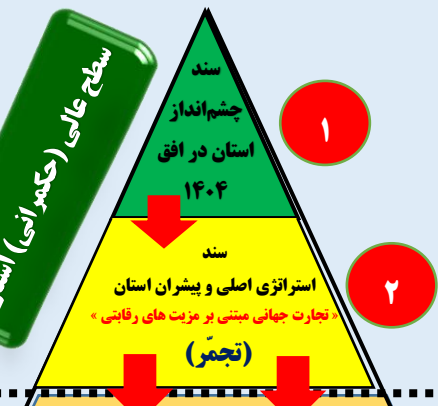 سند
چشم‌انداز
استان در افق
۱۴۰۴
۱
سطح عالی (حکمرانی)
سند
استراتژی اصلی و پیشران استان
« تجارت جهانی مبتنی بر مزیت های رقابتی »
(تجمّر)
۲